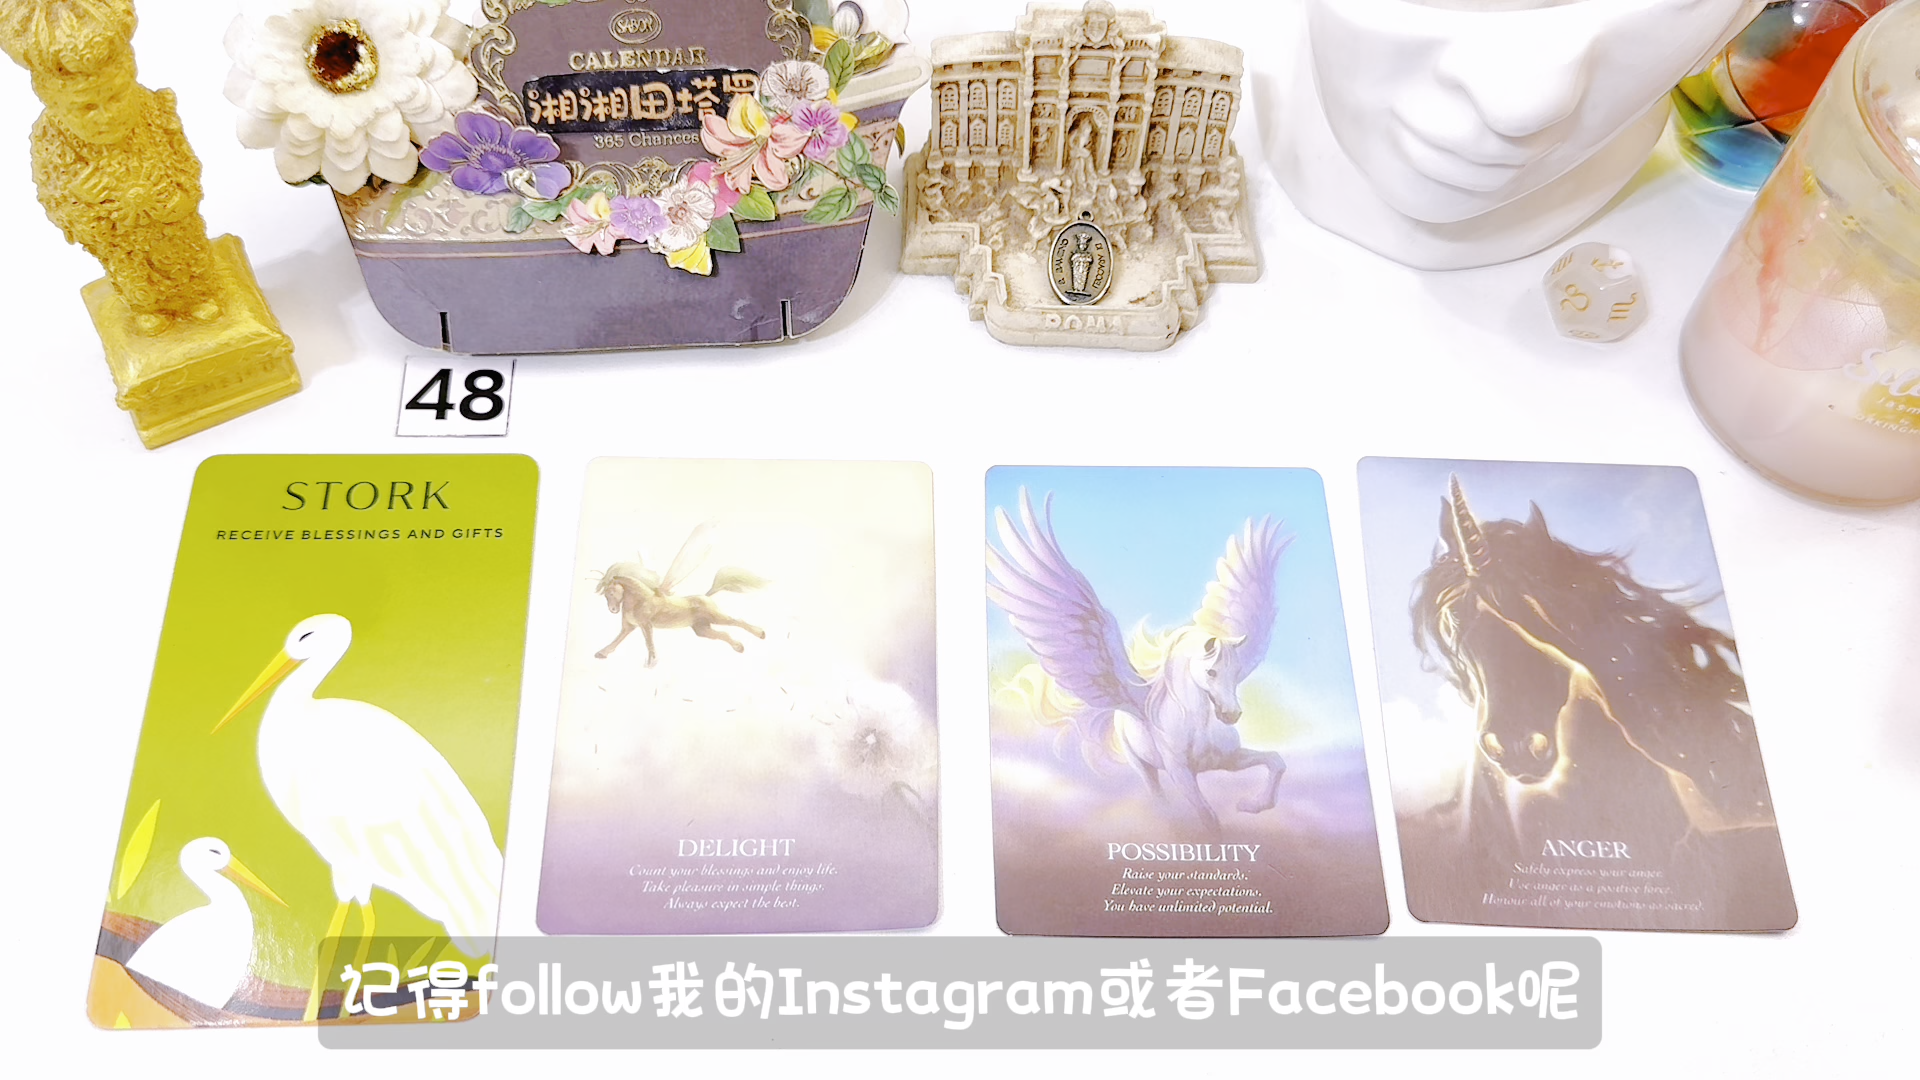 SABON
CALENDAR
湘湘田塔
365 Chances
ROMA
48
STORK
RECEIVE BLESSINGS AND GIFTS
DELIGHT
Count your blessings and enjoy life.
Take pleasure in simple things.
Always expect the best.
POSSIBILITY
Raise your standards.
Elevate your expectations.
You have unlimited potential.
ANGER
Safely express your anger.
Use anger as a positive force.
Honour all of your emotions as sacred.
记得follow我的Instagram或者Facebook呢